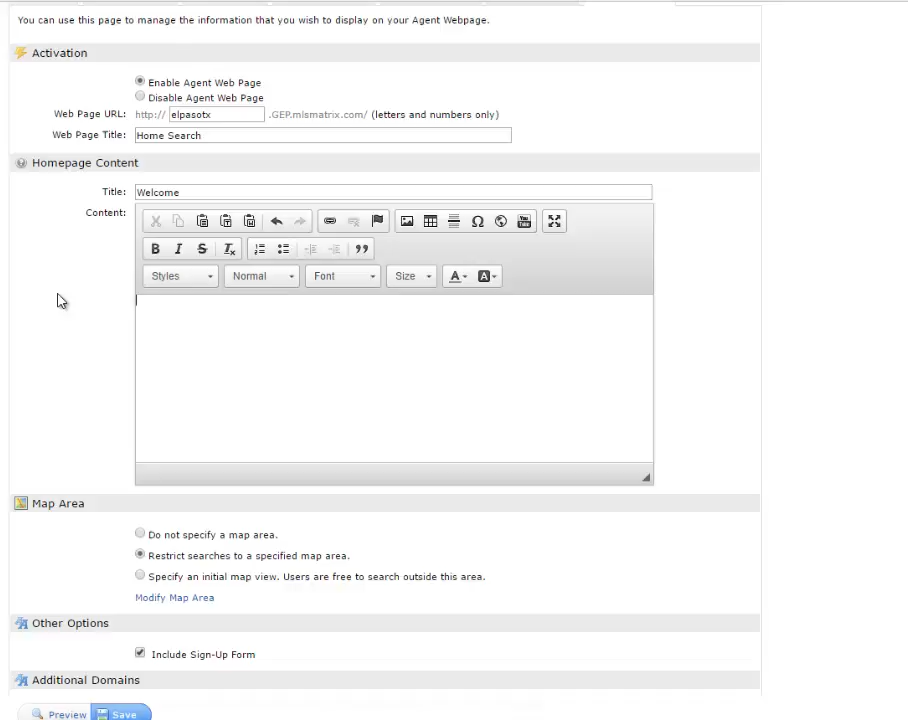 You can use this page to manage the information that you wish to display on your Agent Webpage.
Activation
Enable Agent Web Page
Disable Agent Web Page
Web Page URL: http:// elpasotx .GEP.mlsmatrix.com/ (letters and numbers only)
Web Page Title: Home Search
Homepage Content
Title: Welcome
Content:
B I S Tx
Styles Normal Font Size A A
Map Area
Do not specify a map area.
Restrict searches to a specified map area.
Specify an initial map view. Users are free to search outside this area.
Modify Map Area
Other Options
Include Sign-Up Form
Additional Domains
Preview Save